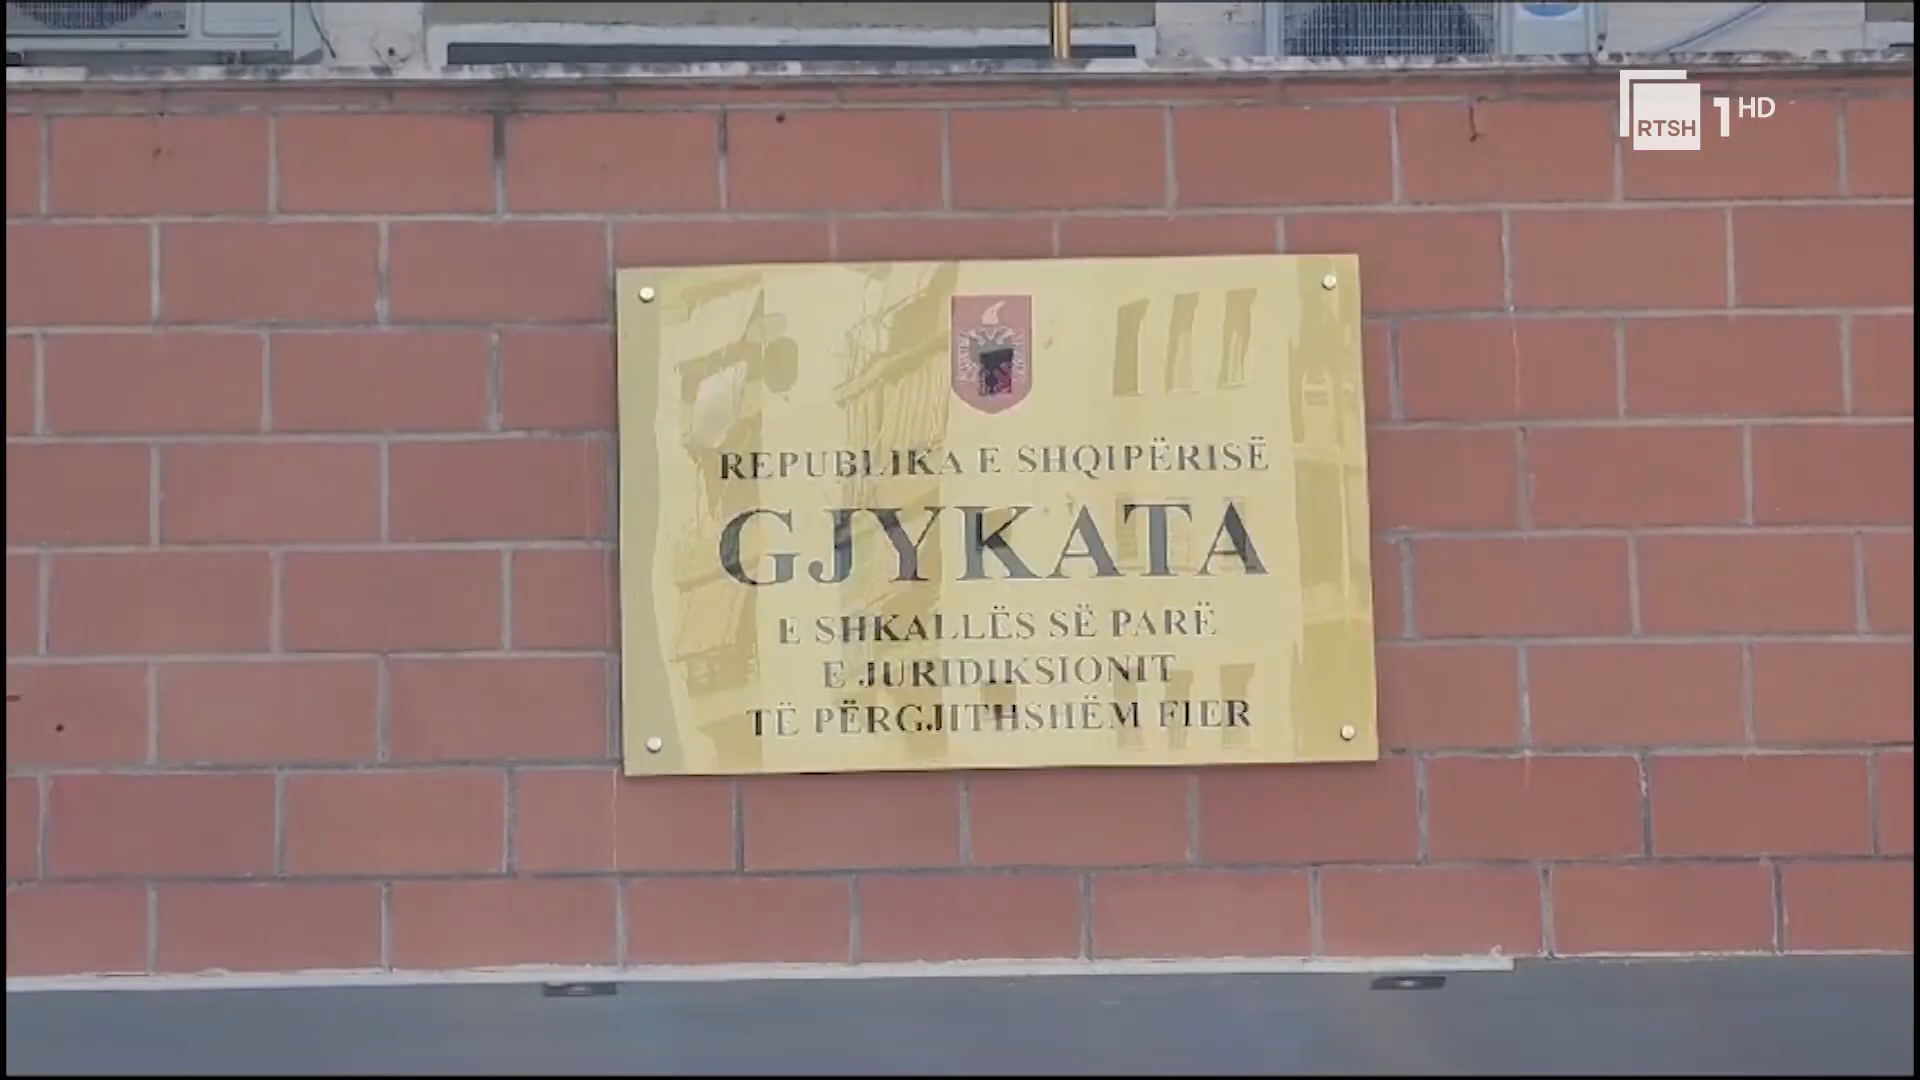 RTSH 1 HD
REPUBLIKA E SHQIPËRISË
GJYKATA
E SHKALLËS SË PARË
E JURIDIKSIONIT
TË PËRGJITHSHËM FIER